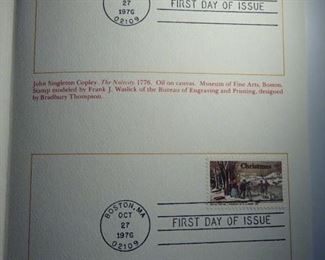 27
1976
02109
FIRST DAY OF ISSUE
John Singleton Copley, The Nativity, 1776. Oil on canvas. Museum of Fine Arts, Boston.
Stamp modeled by Frank J. Waslick of the Bureau of Engraving and Printing, designed
by Bradbury Thompson.
Christmas
BOSTON, MA
OCT
27
1976
02109
FIRST DAY OF ISSUE